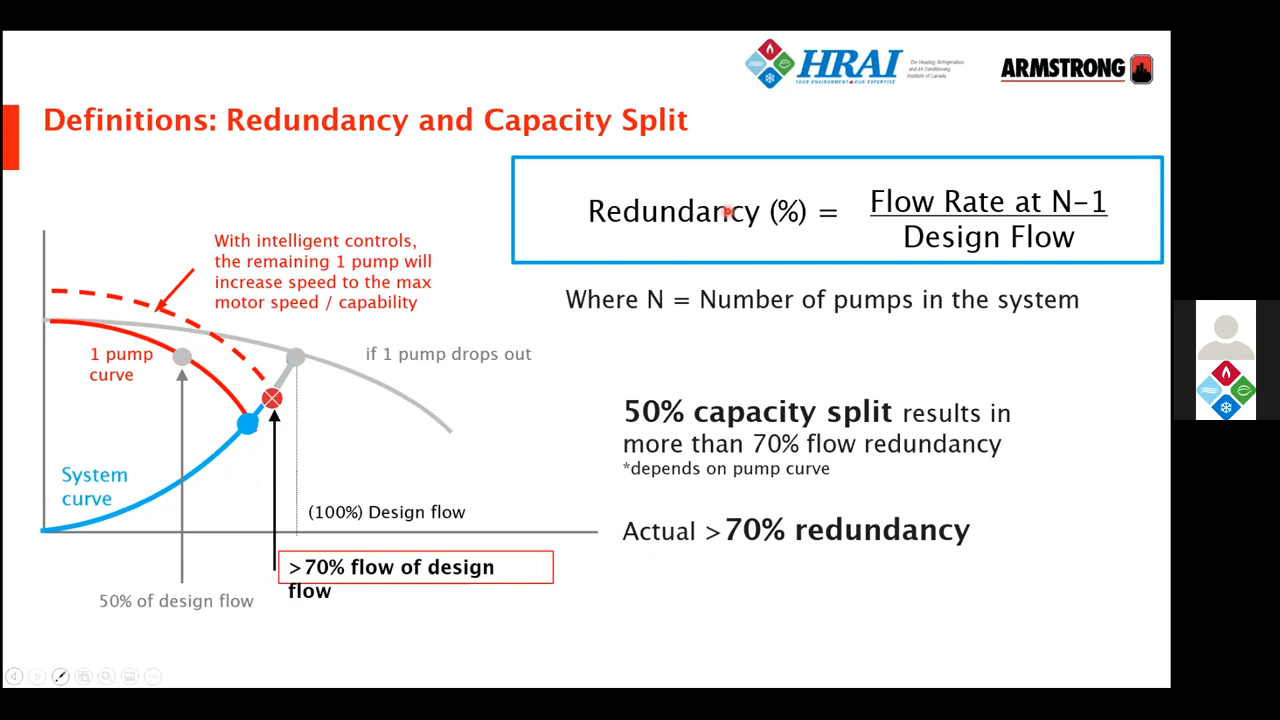 HRAI
YOUR ENVIRONMENT OUR EXPERTISE
The Heating, Refrigeration
and Air Conditioning
Institute of Canada
ARMSTRONG
Definitions: Redundancy and Capacity Split
Redundancy (%) =
Flow Rate at N-1
Design Flow
Where N = Number of pumps in the system
With intelligent controls,
the remaining 1 pump will
increase speed to the max
motor speed / capability
1 pump
curve
if 1 pump drops out
System
curve
(100%) Design flow
>70% flow of design
flow
50% of design flow
50% capacity split results in
more than 70% flow redundancy
*depends on pump curve
Actual >70% redundancy